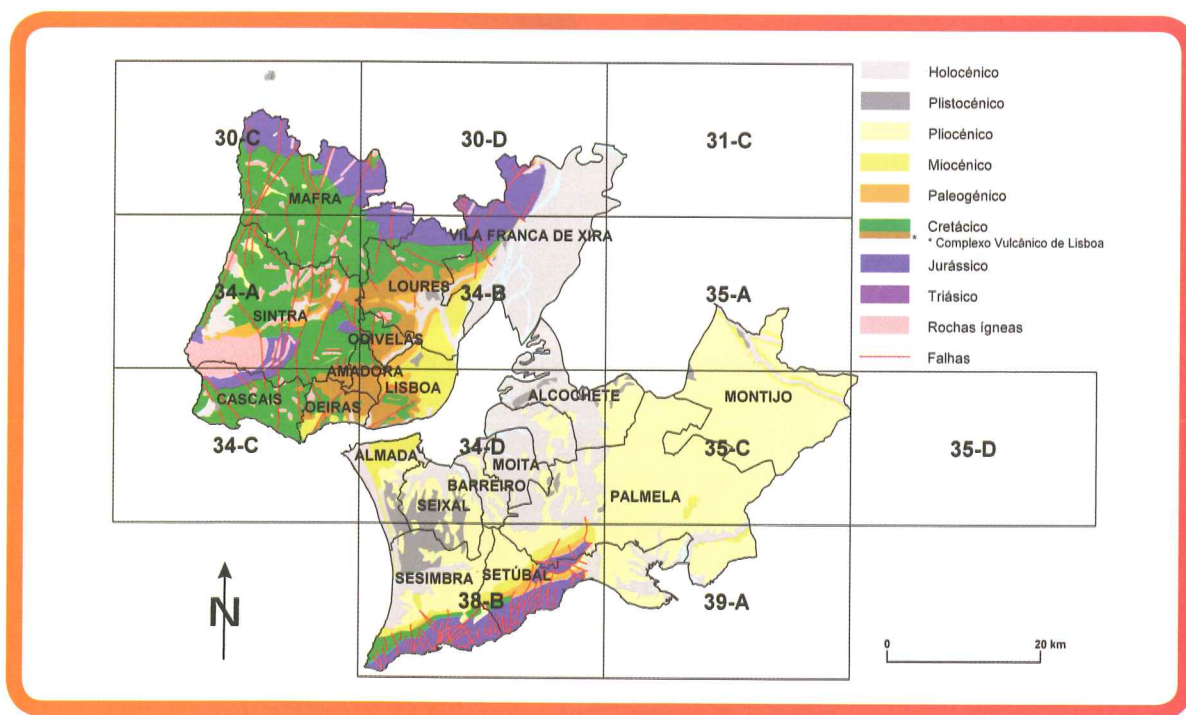 30-C
30-D
31-C
MAFRA
VILA FRANCA DE XIRA
34-A
LOURES
34-B
35-A
SINTRA
ODIVELAS
AMADORA
LISBOA
CASCAIS
OEIRAS
ALCOCHETE
MONTIJO
34-C
ALMADA
34-D
35-C
35-D
MOITA
BARREIRO
SEIXAL
PALMELA
SESIMBRA
SETÚBAL
38-B
39-A
N
Holocénico
Plistocénico
Pliocénico
Miocénico
Paleogénico
Cretácico
* * Complexo Vulcânico de Lisboa
Jurássico
Triásico
Rochas ígneas
Falhas
0 20 km